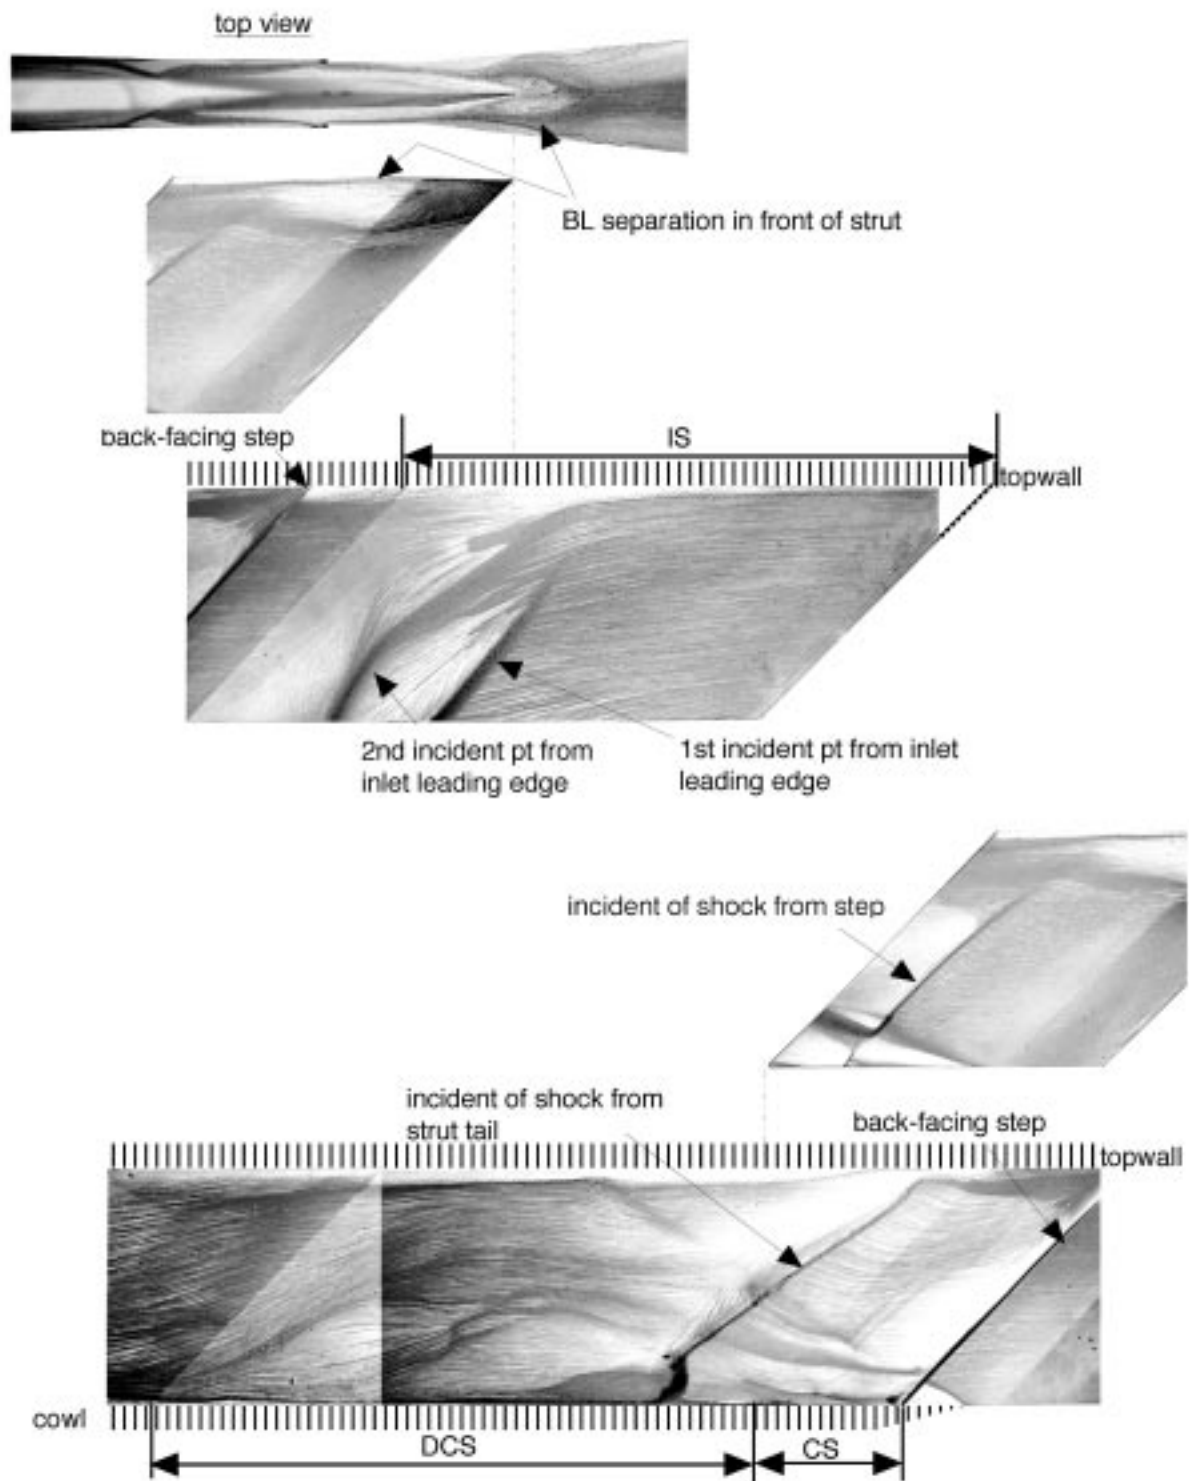 top view
BL separation in front of strut
back-facing step
IS
topwall
2nd incident pt from
inlet leading edge
1st incident pt from inlet
leading edge
incident of shock from step
incident of shock from
strut tail
back-facing step
topwall
cowl
DCS
CS